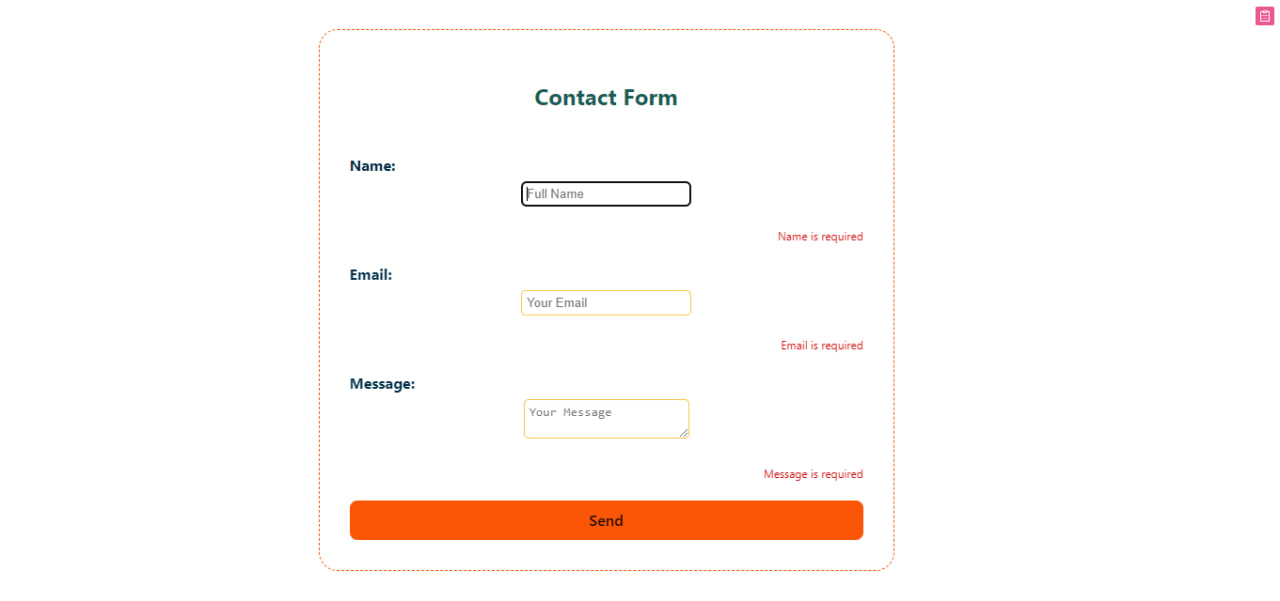 Contact Form
Name:
Full Name
Name is required
Email:
Your Email
Email is required
Message:
Your Message
Message is required
Send